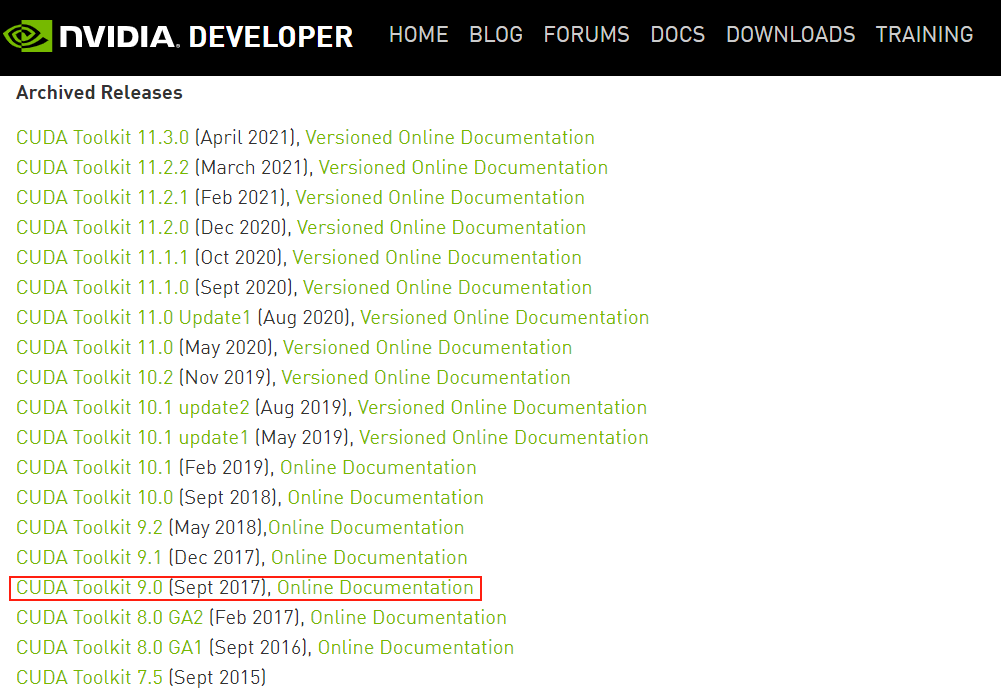 NVIDIA. DEVELOPER HOME BLOG FORUMS DOCS DOWNLOADS TRAINING
Archived Releases
CUDA Toolkit 11.3.0 (April 2021), Versioned Online Documentation
CUDA Toolkit 11.2.2 (March 2021), Versioned Online Documentation
CUDA Toolkit 11.2.1 (Feb 2021), Versioned Online Documentation
CUDA Toolkit 11.2.0 (Dec 2020), Versioned Online Documentation
CUDA Toolkit 11.1.1 (Oct 2020), Versioned Online Documentation
CUDA Toolkit 11.1.0 (Sept 2020), Versioned Online Documentation
CUDA Toolkit 11.0 Update1 (Aug 2020), Versioned Online Documentation
CUDA Toolkit 11.0 (May 2020), Versioned Online Documentation
CUDA Toolkit 10.2 (Nov 2019), Versioned Online Documentation
CUDA Toolkit 10.1 update2 (Aug 2019), Versioned Online Documentation
CUDA Toolkit 10.1 update1 (May 2019), Versioned Online Documentation
CUDA Toolkit 10.1 (Feb 2019), Online Documentation
CUDA Toolkit 10.0 (Sept 2018), Online Documentation
CUDA Toolkit 9.2 (May 2018),Online Documentation
CUDA Toolkit 9.1 (Dec 2017), Online Documentation
CUDA Toolkit 9.0 (Sept 2017), Online Documentation
CUDA Toolkit 8.0 GA2 (Feb 2017), Online Documentation
CUDA Toolkit 8.0 GA1 (Sept 2016), Online Documentation
CUDA Toolkit 7.5 (Sept 2015)